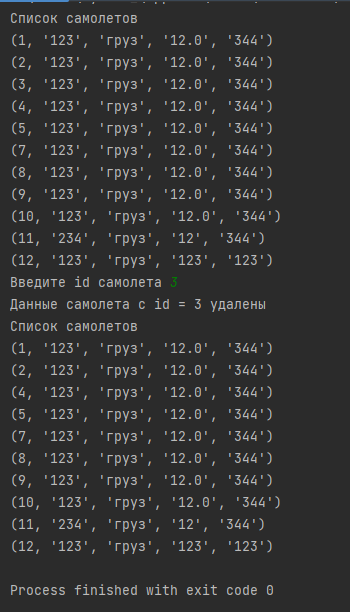 Список самолетов
(1, '123', 'груз', '12.0', '344')
(2, '123', 'груз', '12.0', '344')
(3, '123', 'груз', '12.0', '344')
(4, '123', 'груз', '12.0', '344')
(5, '123', 'груз', '12.0', '344')
(7, '123', 'груз', '12.0', '344')
(8, '123', 'груз', '12.0', '344')
(9, '123', 'груз', '12.0', '344')
(10, '123', 'груз', '12.0', '344')
(11, '234', 'груз', '12', '344')
(12, '123', 'груз', '123', '123')
Введите id самолета 3
Данные самолета с id = 3 удалены
Список самолетов
(1, '123', 'груз', '12.0', '344')
(2, '123', 'груз', '12.0', '344')
(4, '123', 'груз', '12.0', '344')
(5, '123', 'груз', '12.0', '344')
(7, '123', 'груз', '12.0', '344')
(8, '123', 'груз', '12.0', '344')
(9, '123', 'груз', '12.0', '344')
(10, '123', 'груз', '12.0', '344')
(11, '234', 'груз', '12', '344')
(12, '123', 'груз', '123', '123')
Process finished with exit code 0